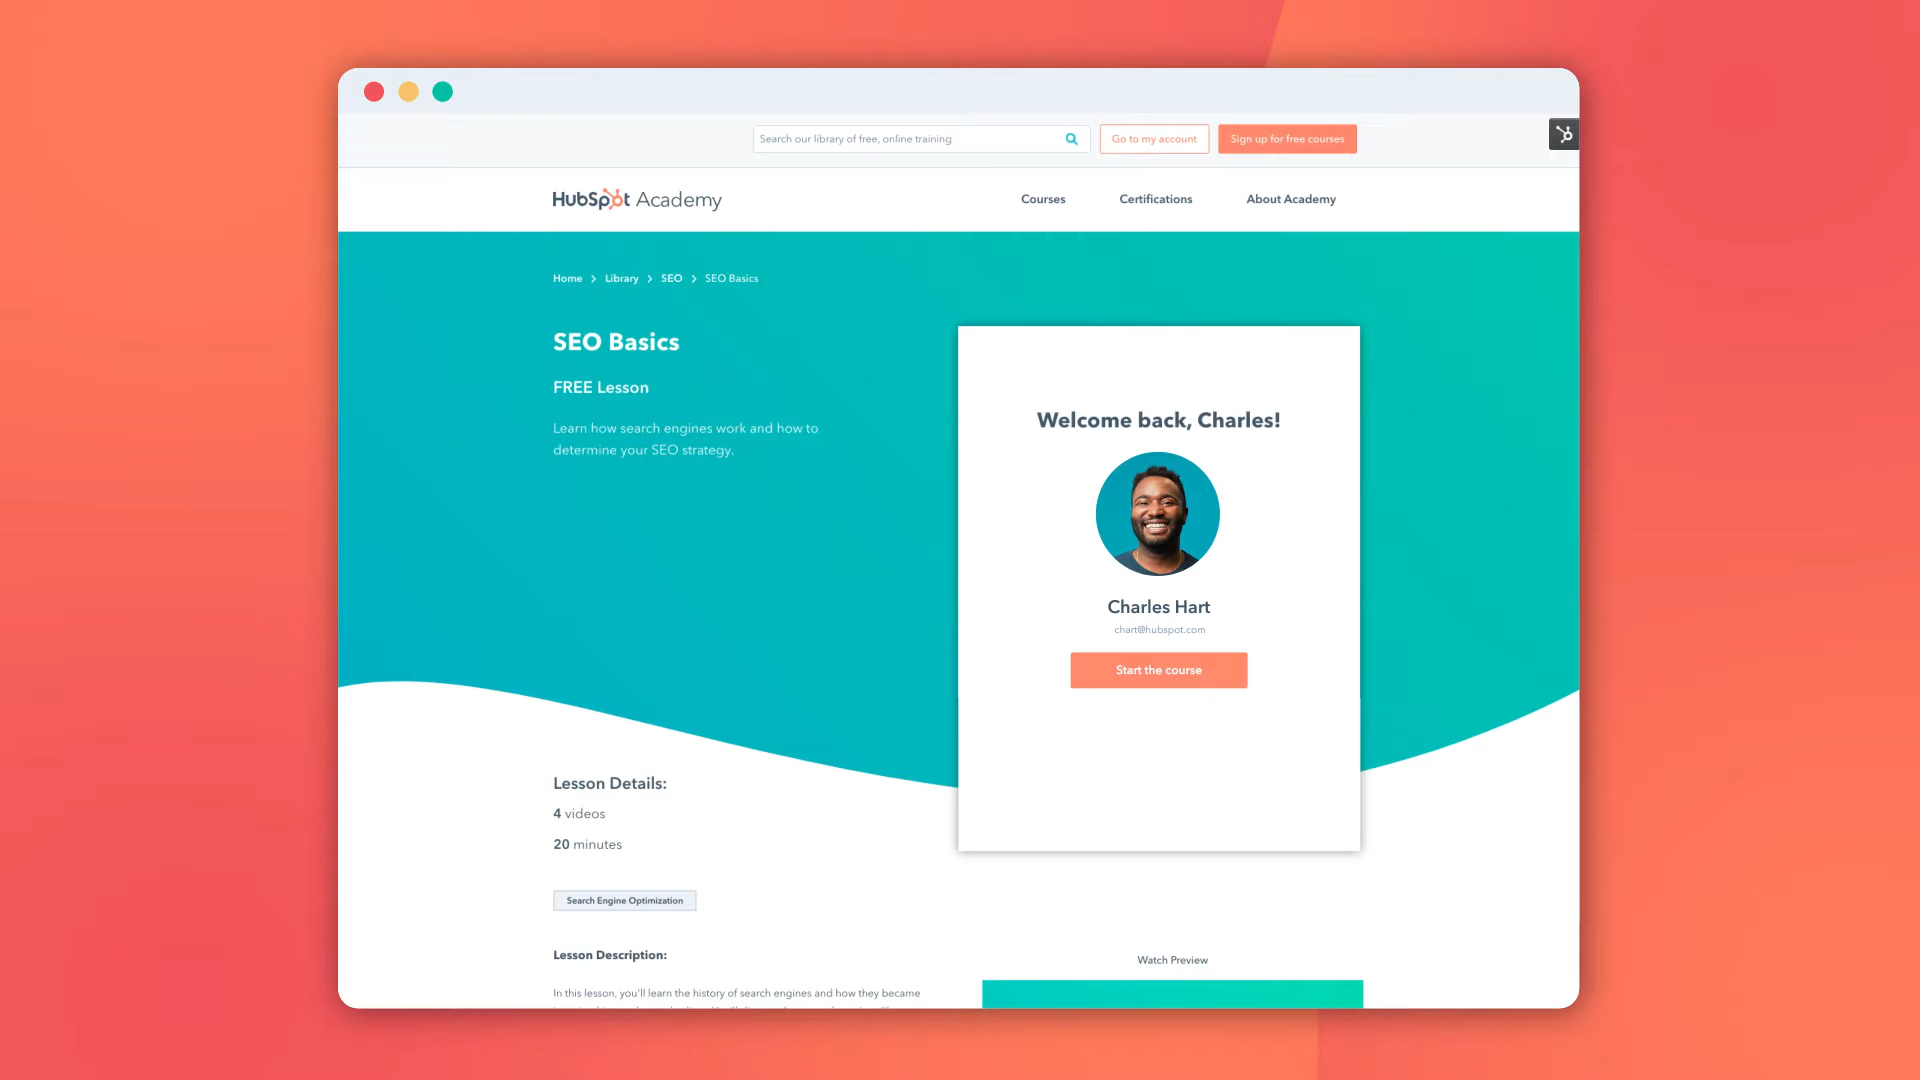 Search our library of free, online training
Go to my account
Sign up for free courses
HubSpot Academy
Courses
Certifications
About Academy
Home > Library > SEO > SEO Basics
SEO Basics
FREE Lesson
Learn how search engines work and how to
determine your SEO strategy.
Welcome back, Charles!
Charles Hart
chart@hubspot.com
Start the course
Lesson Details:
4 videos
20 minutes
Search Engine Optimization
Lesson Description:
In this lesson, you'll learn the history of search engines and how they became
Watch Preview